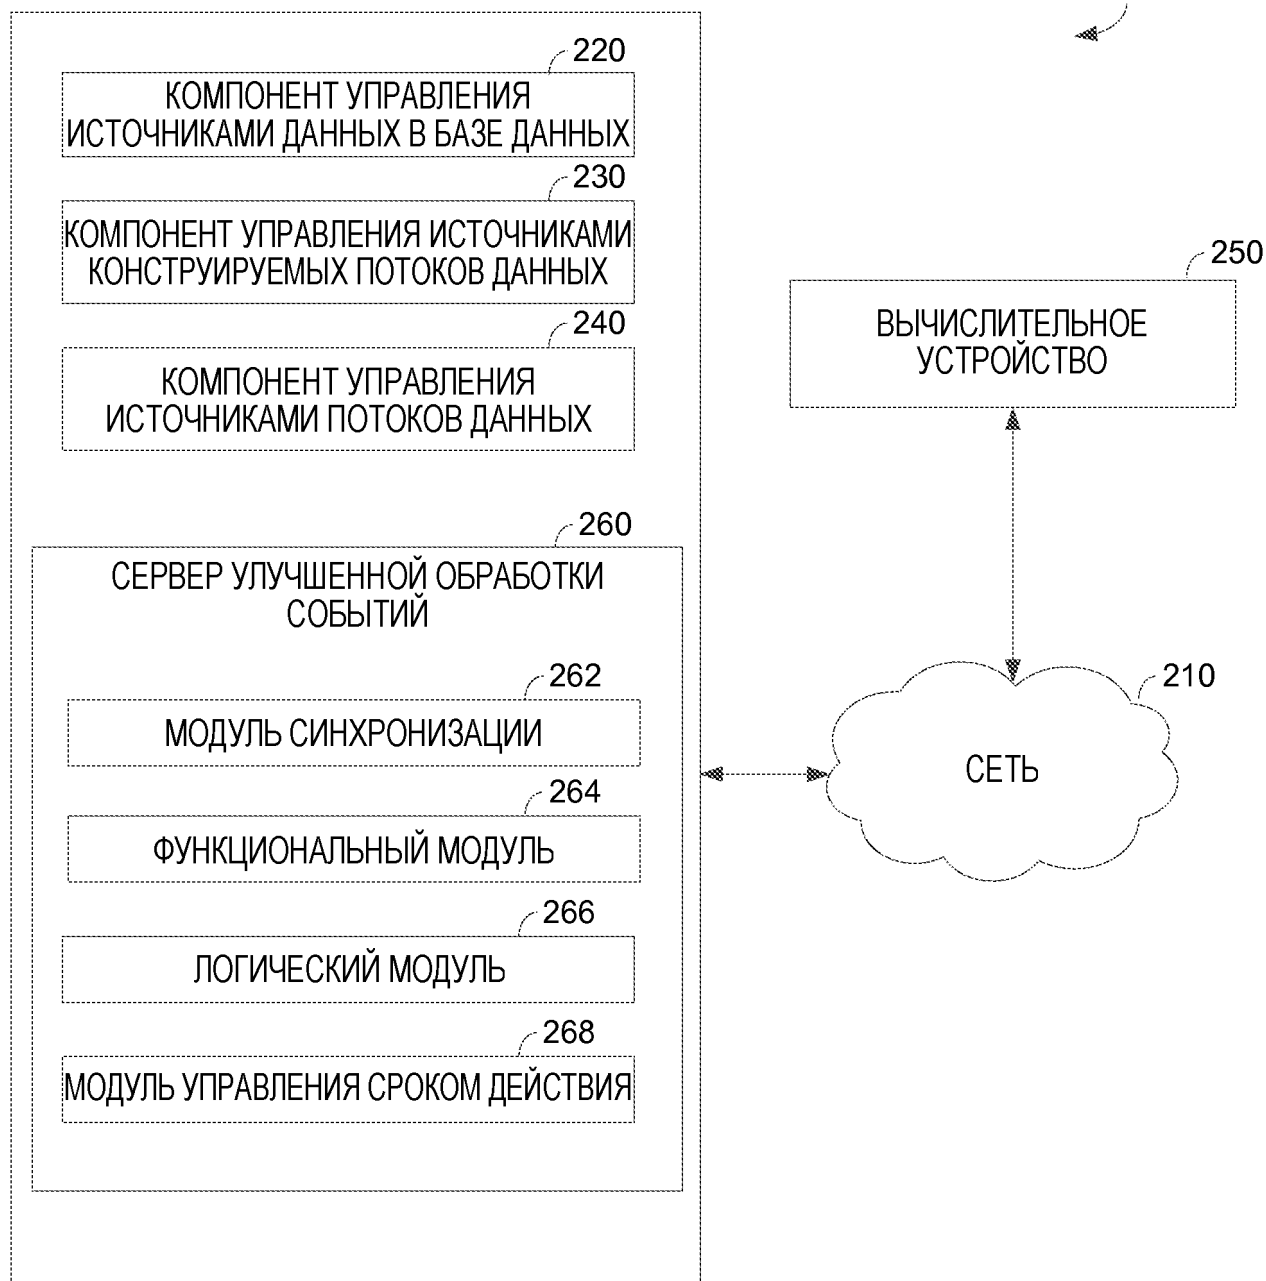 220
КОМПОНЕНТ УПРАВЛЕНИЯ
ИСТОЧНИКАМИ ДАННЫХ В БАЗЕ ДАННЫХ
230
КОМПОНЕНТ УПРАВЛЕНИЯ ИСТОЧНИКАМИ
КОНСТРУИРУЕМЫХ ПОТОКОВ ДАННЫХ
240
КОМПОНЕНТ УПРАВЛЕНИЯ
ИСТОЧНИКАМИ ПОТОКОВ ДАННЫХ
250
ВЫЧИСЛИТЕЛЬНОЕ
УСТРОЙСТВО
260
СЕРВЕР УЛУЧШЕННОЙ ОБРАБОТКИ
СОБЫТИЙ
262
МОДУЛЬ СИНХРОНИЗАЦИИ
264
ФУНКЦИОНАЛЬНЫЙ МОДУЛЬ
266
ЛОГИЧЕСКИЙ МОДУЛЬ
268
МОДУЛЬ УПРАВЛЕНИЯ СРОКОМ ДЕЙСТВИЯ
210
СЕТЬ